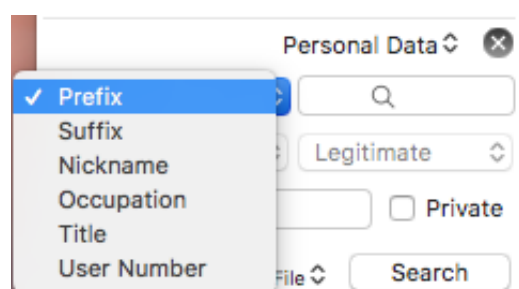 Personal Data
Prefix
Suffix
Nickname
Legitimate
Occupation
Private
Title
User Number
File
Search